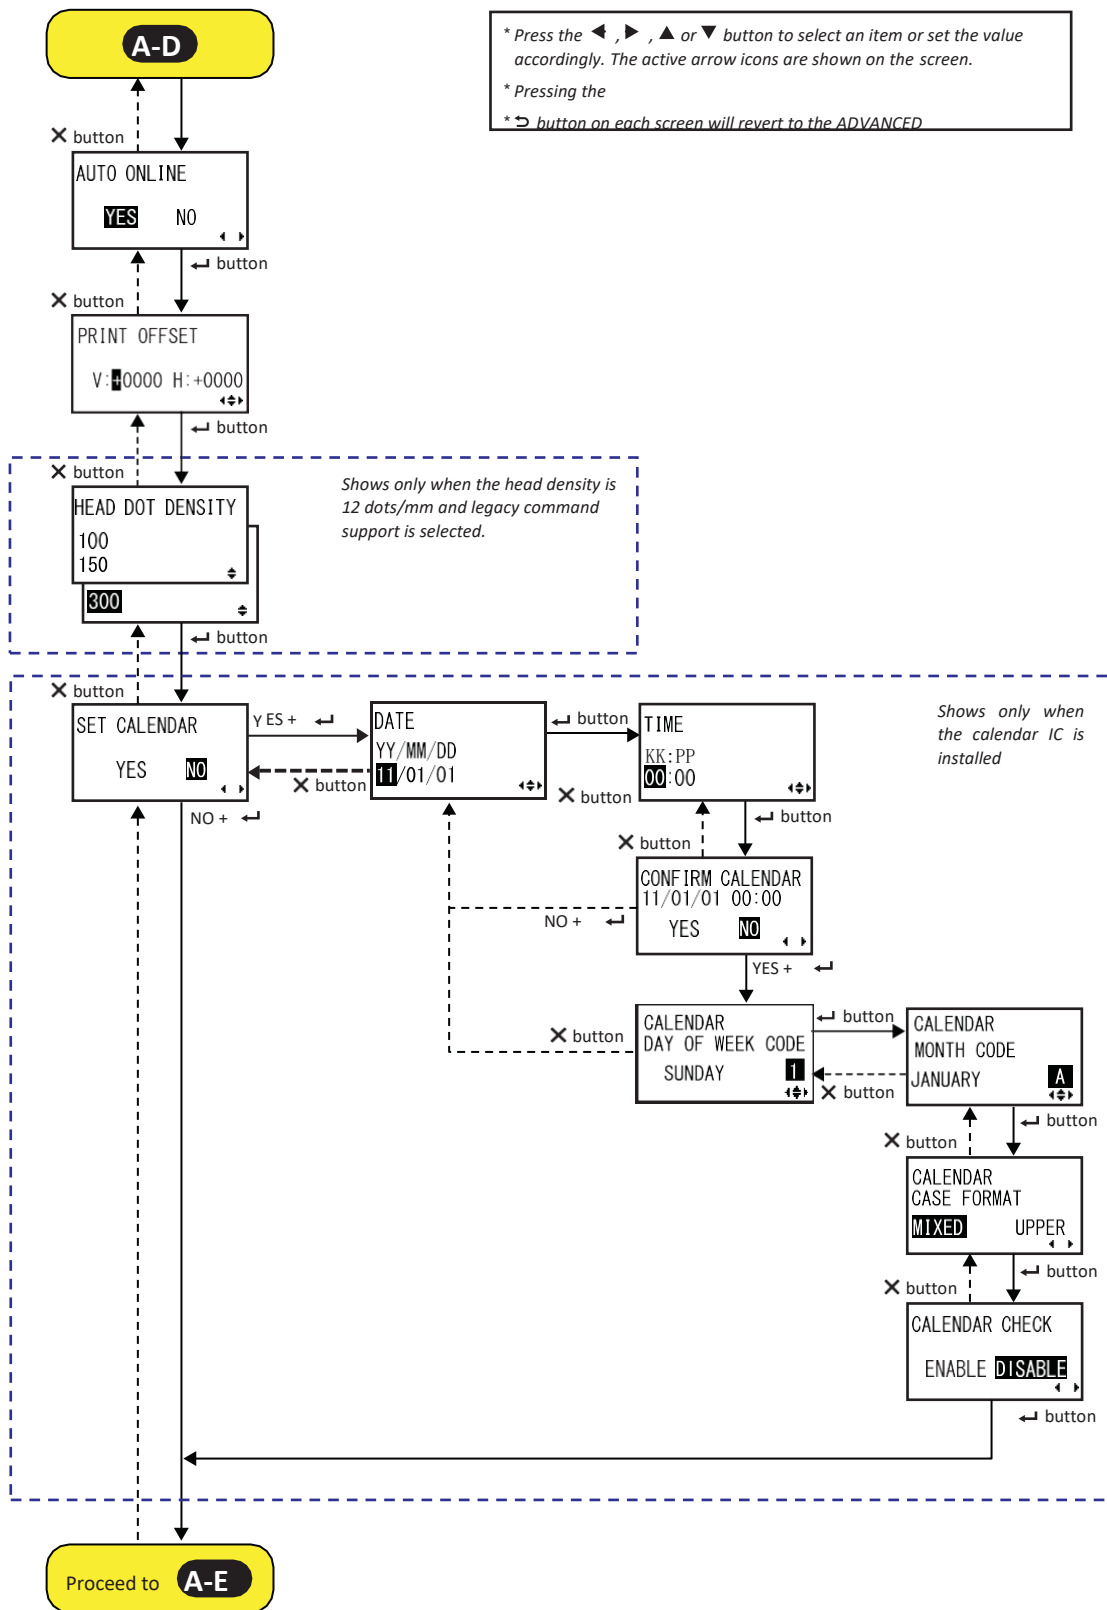 A-D
* Press the ◀ , ▶ , ▲ or ▼ button to select an item or set the value
accordingly. The active arrow icons are shown on the screen.
* Pressing the
* ⮌ button on each screen will revert to the ADVANCED
✕ button
AUTO ONLINE
YES NO
↵ button
✕ button
PRINT OFFSET
V:+0000 H:+0000
↵ button
✕ button
HEAD DOT DENSITY
100
150
300
Shows only when the head density is
12 dots/mm and legacy command
support is selected.
↵ button
✕ button
SET CALENDAR
YES NO
Y ES + ↵
NO + ↵
DATE
YY/MM/DD
11/01/01
✕ button
↵ button
TIME
KK:PP
00:00
✕ button
Shows only when
the calendar IC is
installed
↵ button
✕ button
CONFIRM CALENDAR
11/01/01 00:00
YES NO
NO + ↵
YES + ↵
CALENDAR
DAY OF WEEK CODE
SUNDAY 1
✕ button
↵ button
✕ button
CALENDAR
MONTH CODE
JANUARY A
↵ button
✕ button
CALENDAR
CASE FORMAT
MIXED UPPER
↵ button
✕ button
CALENDAR CHECK
ENABLE DISABLE
↵ button
Proceed to A-E